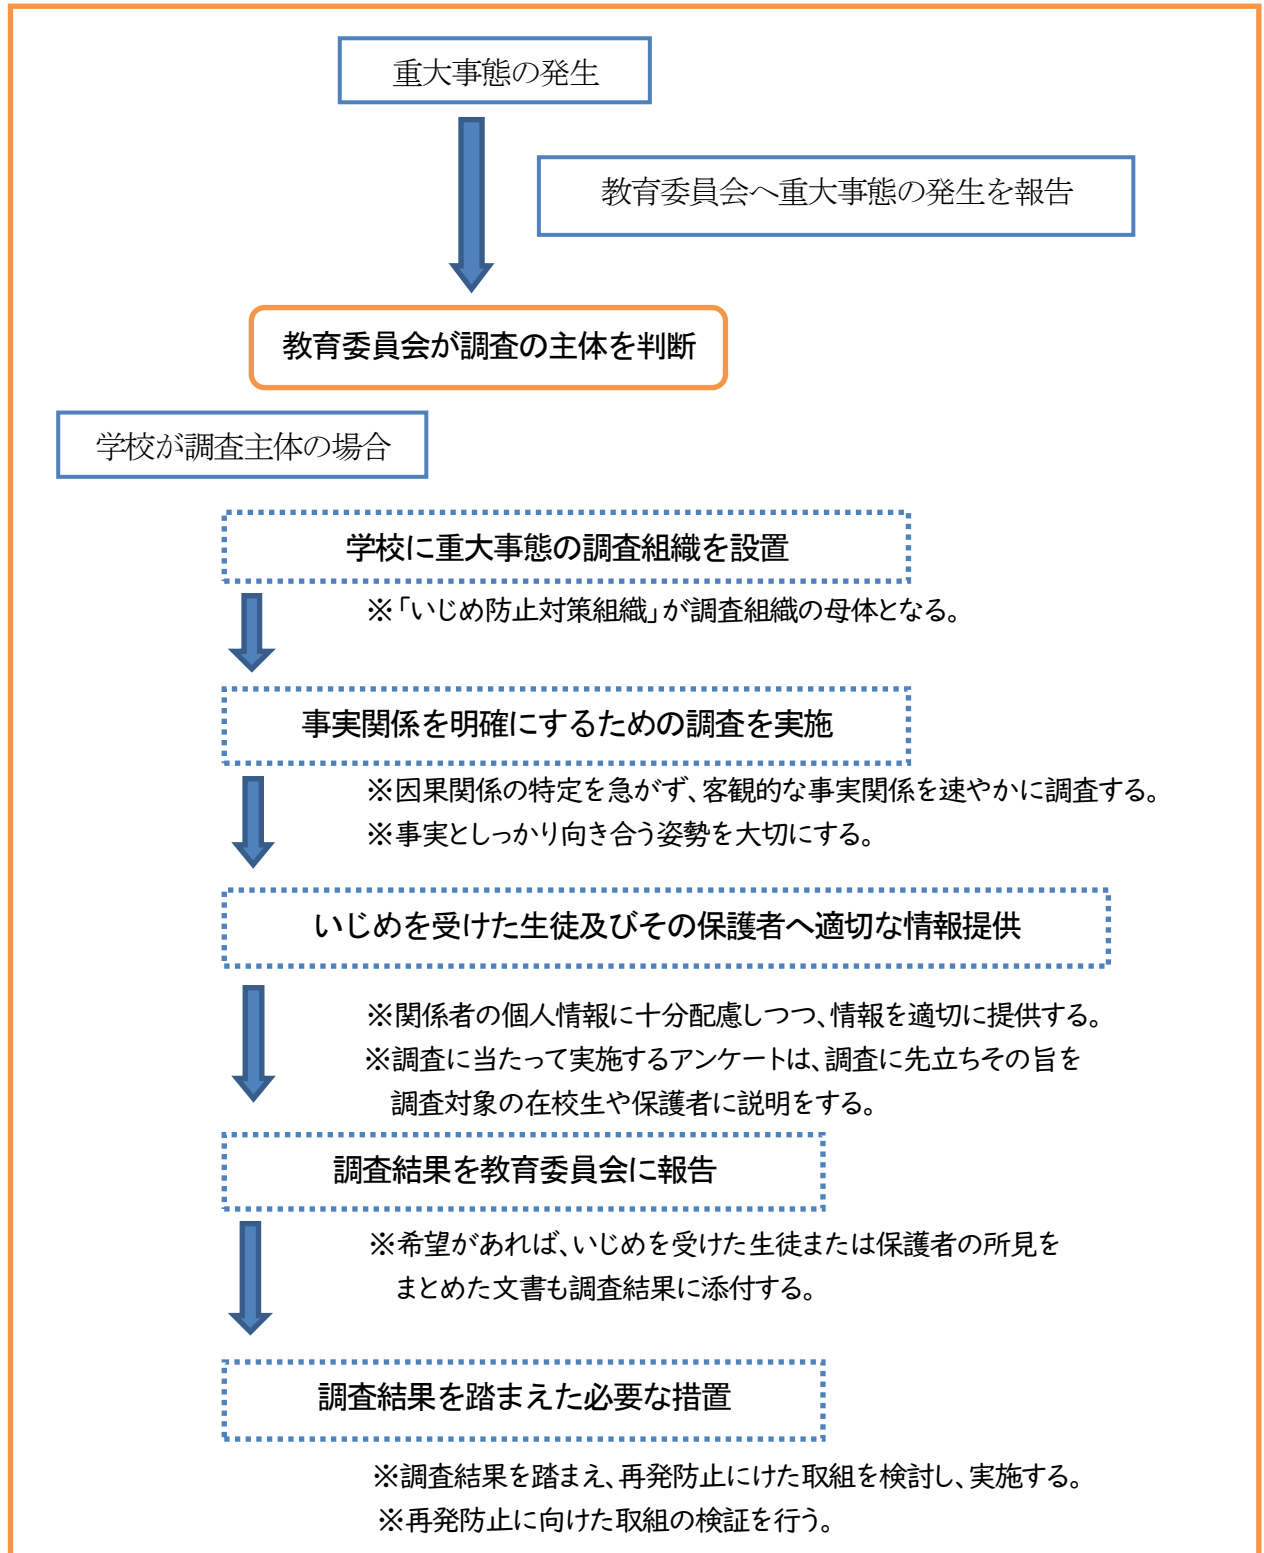 重大事態の発生
教育委員会へ重大事態の発生を報告
教育委員会が調査の主体を判断
学校が調査主体の場合
学校に重大事態の調査組織を設置
※「いじめ防止対策組織」が調査組織の母体となる。
事実関係を明確にするための調査を実施
※因果関係の特定を急がず、客観的な事実関係を速やかに調査する。
※事実としっかり向き合う姿勢を大切にする。
いじめを受けた生徒及びその保護者へ適切な情報提供
※関係者の個人情報に十分配慮しつつ、情報を適切に提供する。
※調査に当たって実施するアンケートは、調査に先立ちその旨を
調査対象の在校生や保護者に説明をする。
調査結果を教育委員会に報告
※希望があれば、いじめを受けた生徒または保護者の所見を
まとめた文書も調査結果に添付する。
調査結果を踏まえた必要な措置
※調査結果を踏まえ、再発防止にけた取組を検討し、実施する。
※再発防止に向けた取組の検証を行う。